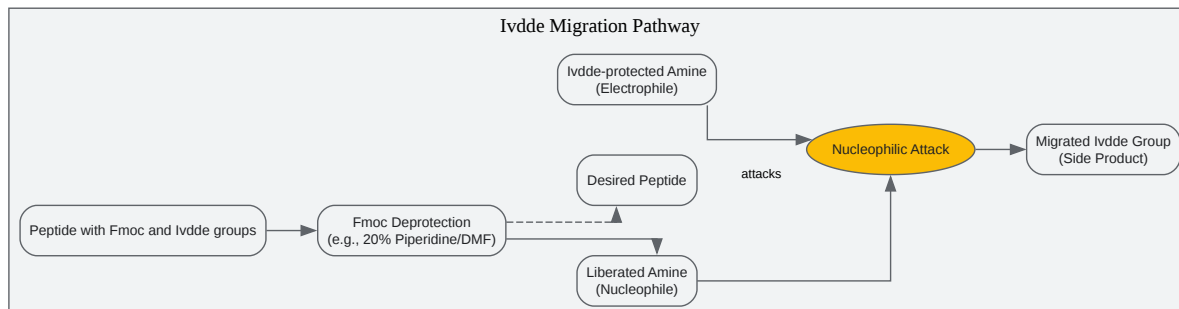 Ivdde Migration Pathway
Ivdde-protected Amine
(Electrophile)
Nucleophilic Attack
Migrated Ivdde Group
(Side Product)
attacks
Desired Peptide
Peptide with Fmoc and Ivdde groups
Fmoc Deprotection
(e.g., 20% Piperidine/DMF)
Liberated Amine
(Nucleophile)